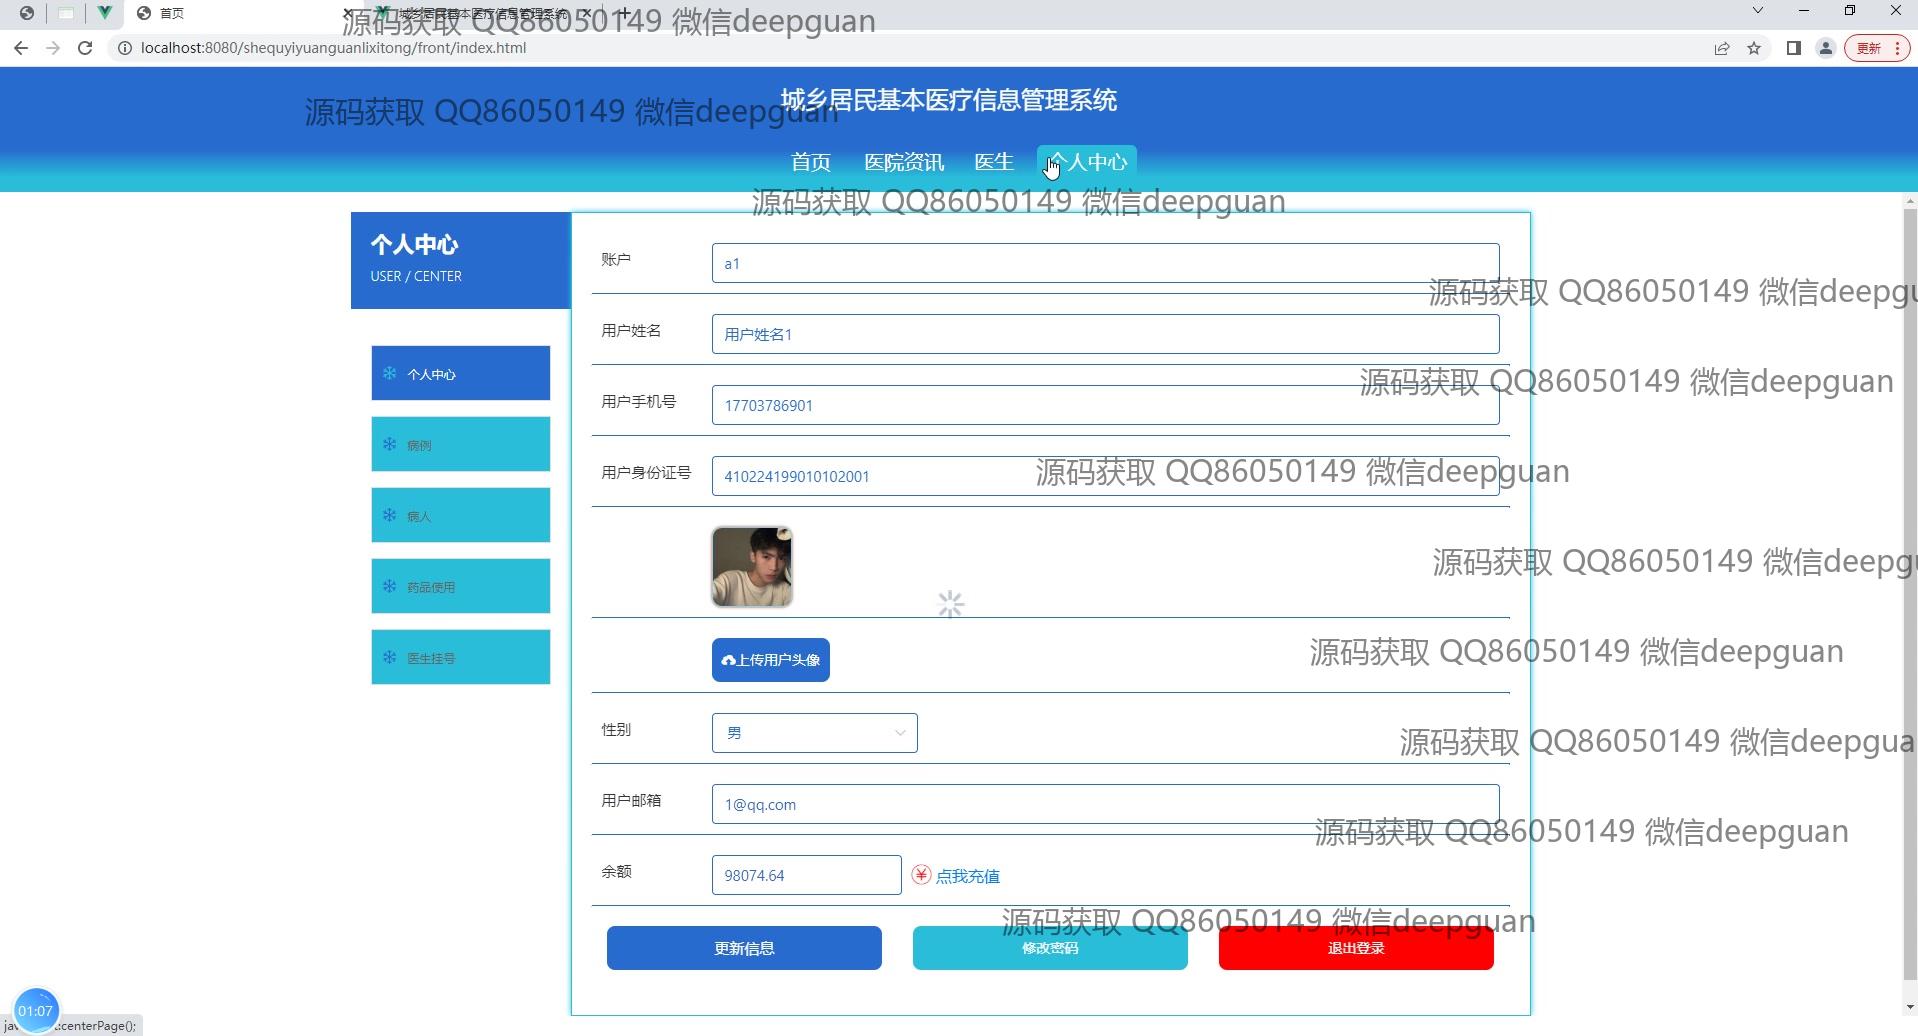 首页
城乡居民基本医疗信息管理系统
源码获取 QQ86050149 微信deepguan
localhost:8080/shequyiyuanguanlixitong/front/index.html
更新
城乡居民基本医疗信息管理系统
源码获取 QQ86050149 微信deepguan
首页 医院资讯 医生 个人中心
源码获取 QQ86050149 微信deepguan
个人中心
USER / CENTER
个人中心
病例
病人
药品使用
医生挂号
账户 a1
源码获取 QQ86050149 微信deepgu
用户姓名 用户姓名1
源码获取 QQ86050149 微信deepguan
用户手机号 17703786901
用户身份证号 410224199010102001
源码获取 QQ86050149 微信deepguan
源码获取 QQ86050149 微信deepgu
上传用户头像
源码获取 QQ86050149 微信deepguan
性别 男
源码获取 QQ86050149 微信deepgua
用户邮箱 1@qq.com
源码获取 QQ86050149 微信deepguan
余额 98074.64 ¥ 点我充值
源码获取 QQ86050149 微信deepguan
更新信息 修改密码 退出登录
01:07
centerPage();